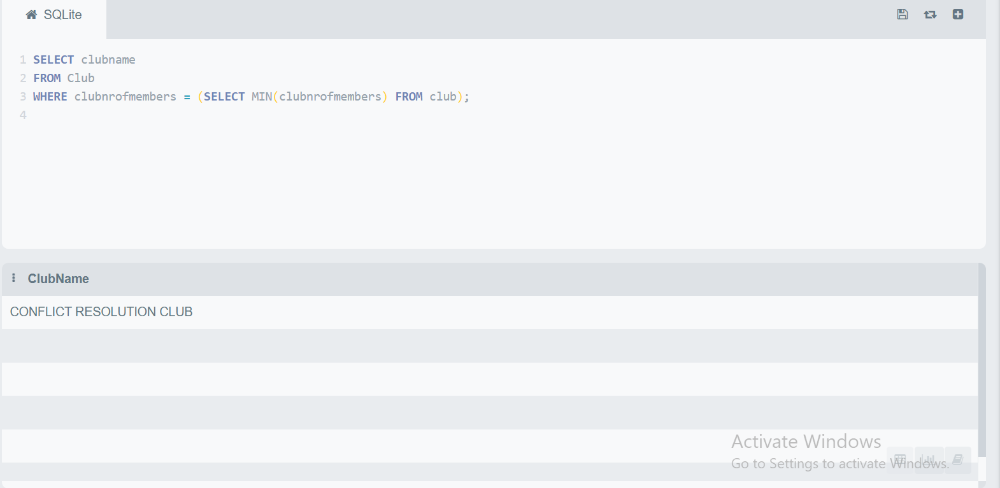 SQLite
1 SELECT clubname
2 FROM Club
3 WHERE clubnrofmembers = (SELECT MIN(clubnrofmembers) FROM club);
4
ClubName
CONFLICT RESOLUTION CLUB
Activate Windows
Go to Settings to activate Windows.